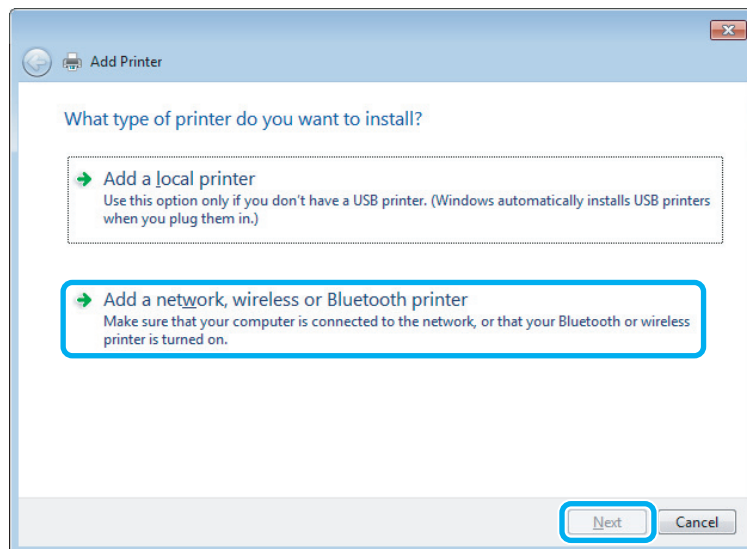 Add Printer
What type of printer do you want to install?
Add a local printer
Use this option only if you don't have a USB printer. (Windows automatically installs USB printers
when you plug them in.)
Add a network, wireless or Bluetooth printer
Make sure that your computer is connected to the network, or that your Bluetooth or wireless
printer is turned on.
Next Cancel